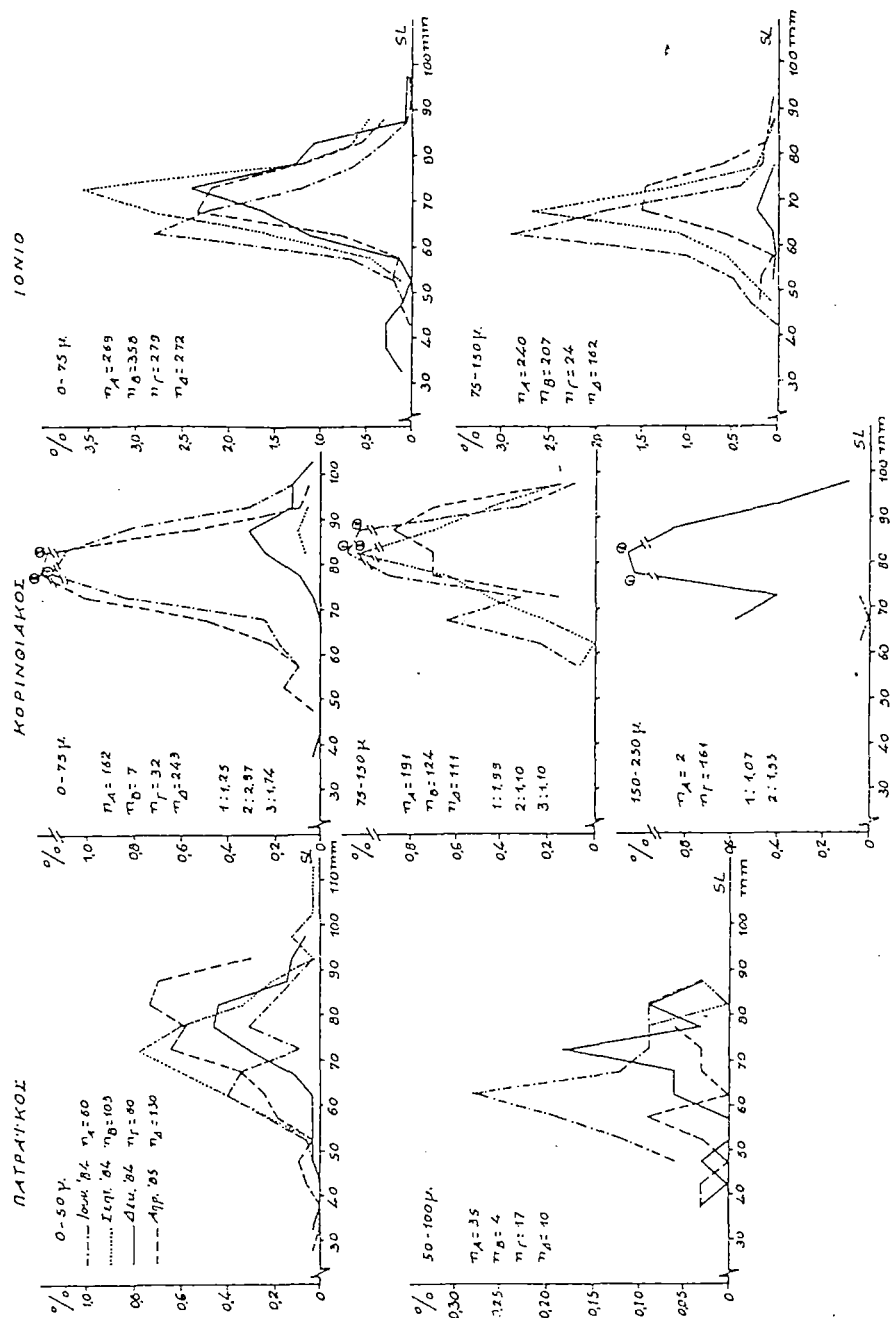 ΠΑΤΡΑΪΚΟΣ
0-50 μ.
Ιουν. '84 n_A=60
Σεπτ. '84 n_B=103
Δεκ. '84 n_Γ=80
Απρ. '85 n_Δ=130
%
1,0
0,8
0,6
0,4
0,2
0
30 40 50 60 70 80 90 100 110 mm
SL
50-100 μ.
n_A=35
n_B=4
n_Γ=17
n_Δ=10
%
0,30
0,20
0,15
0,10
0,05
0
30 40 50 60 70 80 90 100 mm
SL
ΚΟΡΙΝΘΙΑΚΟΣ
0-75 μ.
n_A=162
n_B=7
n_Γ=32
n_Δ=243
1:1,25
2:2,97
3:1,74
%
1,0
0,8
0,6
0,4
0,2
0
30 40 50 60 70 80 90 100
SL
75-150 μ.
n_A=191
n_B=124
n_Δ=111
1:1,99
2:1,10
3:1,10
%
0,8
0,6
0,4
0,2
0
150-250 μ.
n_A=2
n_Γ=161
1:1,07
2:1,93
%
0,8
0,6
0,4
0,2
0
30 40 50 60 70 80 90 100 mm
SL
ΙΟΝΙΟ
0-75 μ.
n_A=269
n_B=358
n_Γ=279
n_Δ=272
%
3,5
3,0
2,5
2,0
1,5
1,0
0,5
0
30 40 50 60 70 80 90 100 mm
SL
75-150 μ.
n_A=240
n_B=207
n_Γ=24
n_Δ=162
%
3,0
2,5
2,0
1,5
1,0
0,5
0
30 40 50 60 70 80 90 100 mm
SL